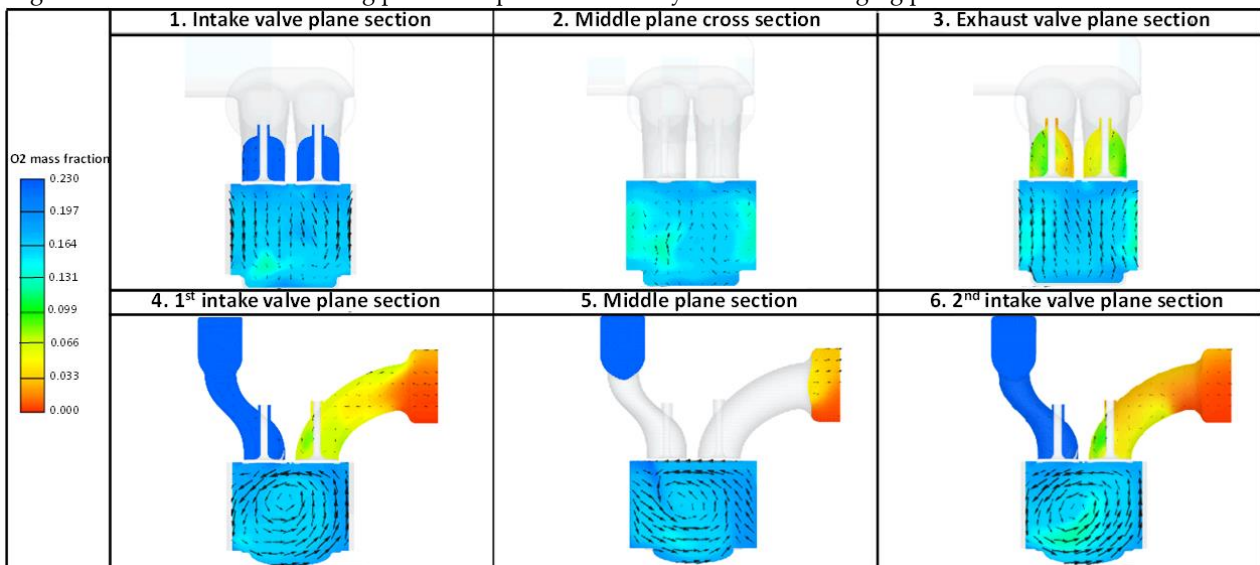 1. Intake valve plane section
2. Middle plane cross section
3. Exhaust valve plane section
O2 mass fraction
0.230
0.197
0.164
0.131
0.099
0.066
0.033
0.000
4. 1st intake valve plane section
5. Middle plane section
6. 2nd intake valve plane section